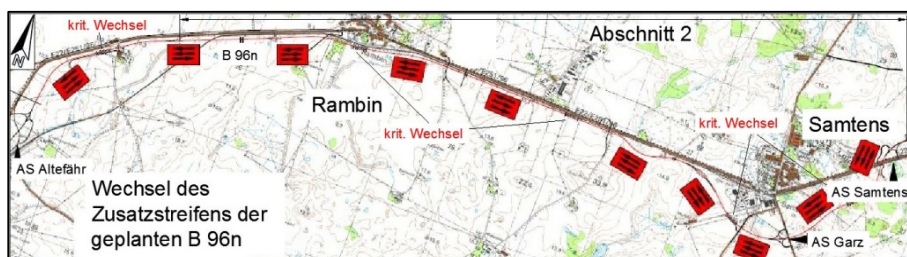 krit. Wechsel
Abschnitt 2
B 96n
Rambin
krit. Wechsel
krit. Wechsel
Samtens
AS Altefähr
AS Samtens
Wechsel des
Zusatzstreifens der
geplanten B 96n
AS Garz
N